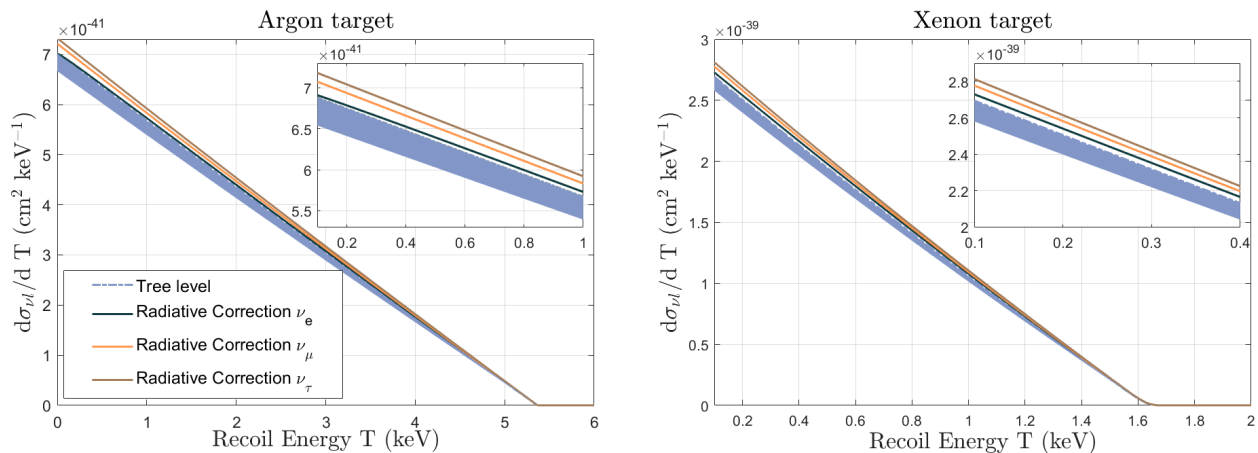 Argon target
×10⁻⁴¹
7
6
5
4
3
2
1
0
dσνl/d T (cm² keV⁻¹)
0 1 2 3 4 5 6
Recoil Energy T (keV)
×10⁻⁴¹
7
6.5
6
5.5
0.2 0.4 0.6 0.8 1
Tree level
Radiative Correction νe
Radiative Correction νμ
Radiative Correction ντ
Xenon target
×10⁻³⁹
3
2.5
2
1.5
1
0.5
0
dσνl/d T (cm² keV⁻¹)
0.2 0.4 0.6 0.8 1 1.2 1.4 1.6 1.8 2
Recoil Energy T (keV)
×10⁻³⁹
2.8
2.6
2.4
2.2
2
0.1 0.2 0.3 0.4